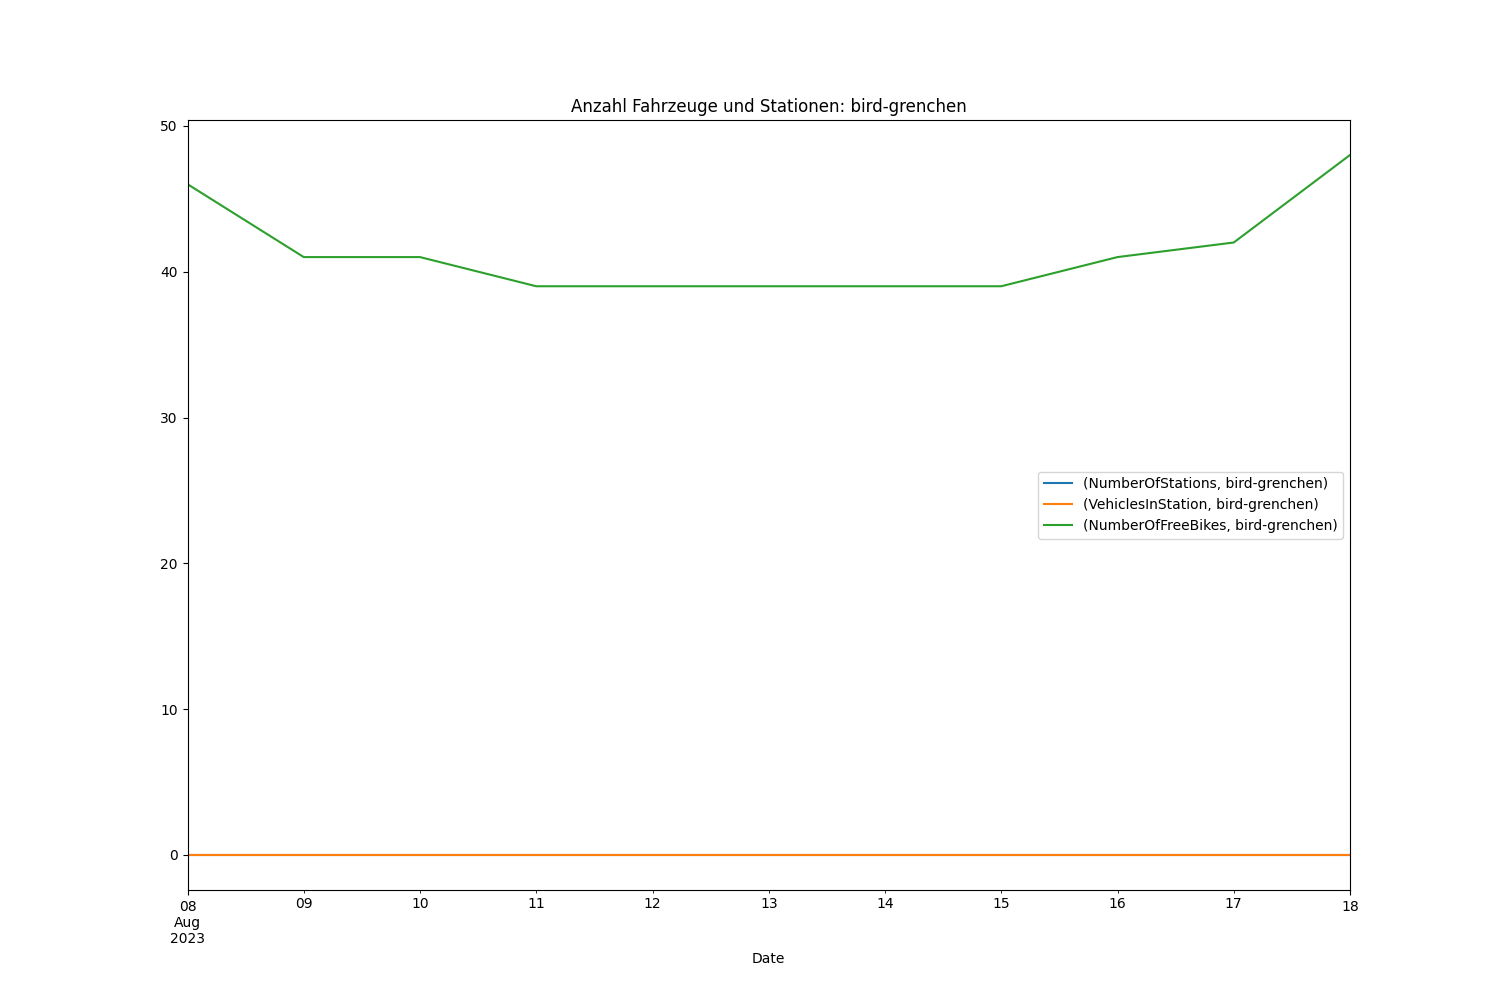 Anzahl Fahrzeuge und Stationen: bird-grenchen
50
40
30
20
10
0
(NumberOfStations, bird-grenchen)
(VehiclesInStation, bird-grenchen)
(NumberOfFreeBikes, bird-grenchen)
08 09 10 11 12 13 14 15 16 17 18
Aug
2023
Date